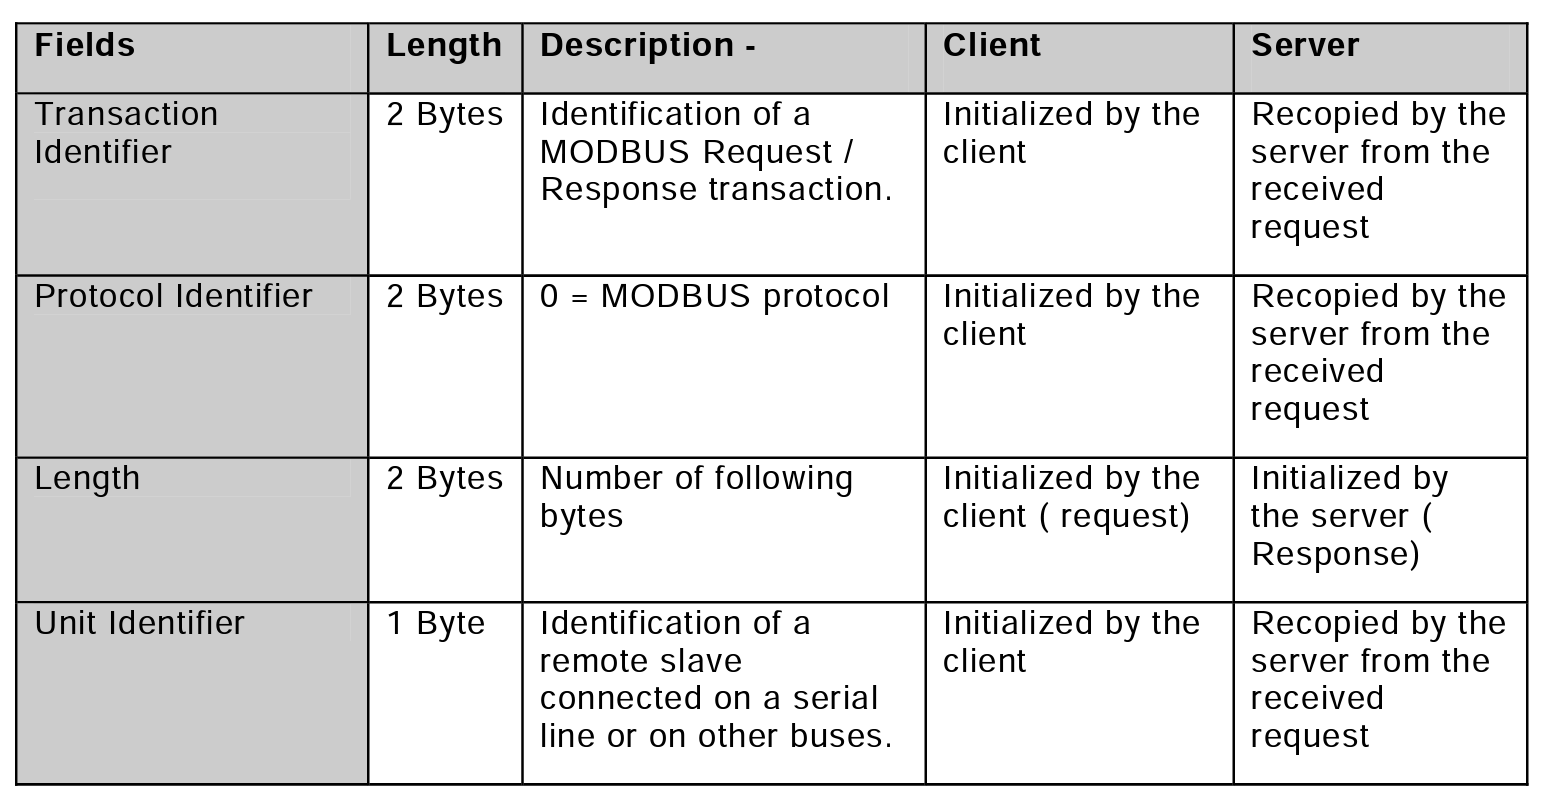 Fields
Length
Description -
Client
Server
Transaction
Identifier
2 Bytes
Identification of a
MODBUS Request /
Response transaction.
Initialized by the
client
Recopied by the
server from the
received
request
Protocol Identifier
2 Bytes
0 = MODBUS protocol
Initialized by the
client
Recopied by the
server from the
received
request
Length
2 Bytes
Number of following
bytes
Initialized by the
client ( request)
Initialized by
the server (
Response)
Unit Identifier
1 Byte
Identification of a
remote slave
connected on a serial
line or on other buses.
Initialized by the
client
Recopied by the
server from the
received
request